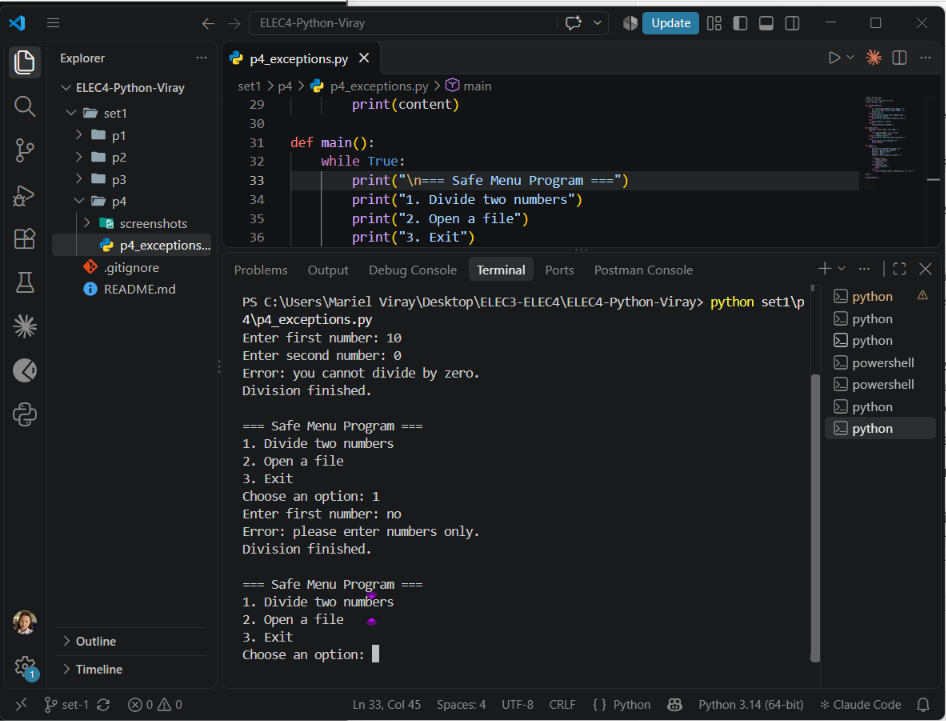 ELEC4-Python-Viray
Update
Explorer
ELEC4-Python-Viray
set1
p1
p2
p3
p4
screenshots
p4_exceptions...
.gitignore
README.md
Outline
Timeline
p4_exceptions.py
set1 > p4 > p4_exceptions.py > main
29 print(content)
30
31 def main():
32 while True:
33 print("\n=== Safe Menu Program ===")
34 print("1. Divide two numbers")
35 print("2. Open a file")
36 print("3. Exit")
Problems Output Debug Console Terminal Ports Postman Console
PS C:\Users\Mariel Viray\Desktop\ELEC3-ELEC4\ELEC4-Python-Viray> python set1\p
4\p4_exceptions.py
Enter first number: 10
Enter second number: 0
Error: you cannot divide by zero.
Division finished.
=== Safe Menu Program ===
1. Divide two numbers
2. Open a file
3. Exit
Choose an option: 1
Enter first number: no
Error: please enter numbers only.
Division finished.
=== Safe Menu Program ===
1. Divide two numbers
2. Open a file
3. Exit
Choose an option:
python
python
python
powershell
powershell
python
python
1
set-1 0 0 Ln 33, Col 45 Spaces: 4 UTF-8 CRLF { } Python Python 3.14 (64-bit) Claude Code